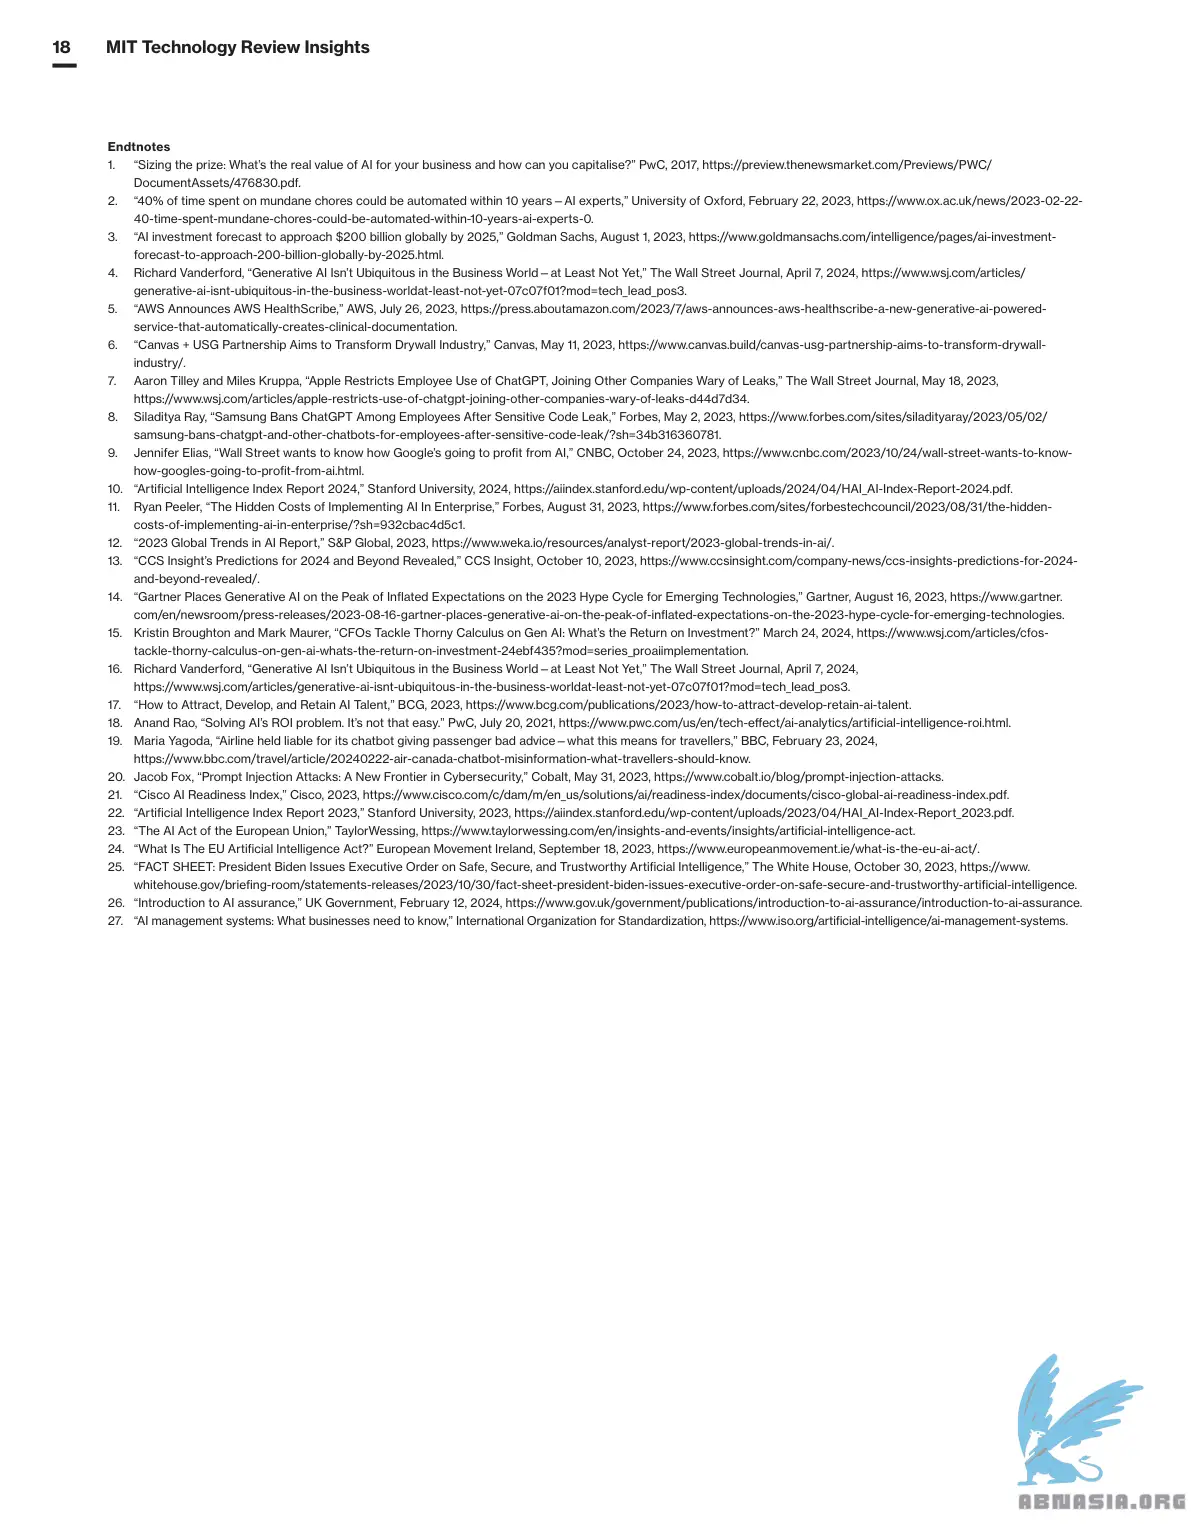 18 MIT Technology Review Insights
Endtnotes
1. “Sizing the prize: What’s the real value of AI for your business and how can you capitalise?” PwC, 2017, https://preview.thenewsmarket.com/Previews/PWC/
DocumentAssets/476830.pdf.
2. “40% of time spent on mundane chores could be automated within 10 years – AI experts,” University of Oxford, February 22, 2023, https://www.ox.ac.uk/news/2023-02-22-
40-time-spent-mundane-chores-could-be-automated-within-10-years-ai-experts-0.
3. “AI investment forecast to approach $200 billion globally by 2025,” Goldman Sachs, August 1, 2023, https://www.goldmansachs.com/intelligence/pages/ai-investment-
forecast-to-approach-200-billion-globally-by-2025.html.
4. Richard Vanderford, “Generative AI Isn’t Ubiquitous in the Business World – at Least Not Yet,” The Wall Street Journal, April 7, 2024, https://www.wsj.com/articles/
generative-ai-isnt-ubiquitous-in-the-business-worldat-least-not-yet-07c07f01?mod=tech_lead_pos3.
5. “AWS Announces AWS HealthScribe,” AWS, July 26, 2023, https://press.aboutamazon.com/2023/7/aws-announces-aws-healthscribe-a-new-generative-ai-powered-
service-that-automatically-creates-clinical-documentation.
6. “Canvas + USG Partnership Aims to Transform Drywall Industry,” Canvas, May 11, 2023, https://www.canvas.build/canvas-usg-partnership-aims-to-transform-drywall-
industry/.
7. Aaron Tilley and Miles Kruppa, “Apple Restricts Employee Use of ChatGPT, Joining Other Companies Wary of Leaks,” The Wall Street Journal, May 18, 2023,
https://www.wsj.com/articles/apple-restricts-use-of-chatgpt-joining-other-companies-wary-of-leaks-d44d7d34.
8. Siladitya Ray, “Samsung Bans ChatGPT Among Employees After Sensitive Code Leak,” Forbes, May 2, 2023, https://www.forbes.com/sites/siladityaray/2023/05/02/
samsung-bans-chatgpt-and-other-chatbots-for-employees-after-sensitive-code-leak/?sh=34b316360781.
9. Jennifer Elias, “Wall Street wants to know how Google’s going to profit from AI,” CNBC, October 24, 2023, https://www.cnbc.com/2023/10/24/wall-street-wants-to-know-
how-googles-going-to-profit-from-ai.html.
10. “Artificial Intelligence Index Report 2024,” Stanford University, 2024, https://aiindex.stanford.edu/wp-content/uploads/2024/04/HAI_AI-Index-Report-2024.pdf.
11. Ryan Peeler, “The Hidden Costs of Implementing AI In Enterprise,” Forbes, August 31, 2023, https://www.forbes.com/sites/forbestechcouncil/2023/08/31/the-hidden-
costs-of-implementing-ai-in-enterprise/?sh=932cbac4d5c1.
12. “2023 Global Trends in AI Report,” S&P Global, 2023, https://www.weka.io/resources/analyst-report/2023-global-trends-in-ai/.
13. “CCS Insight’s Predictions for 2024 and Beyond Revealed,” CCS Insight, October 10, 2023, https://www.ccsinsight.com/company-news/ccs-insights-predictions-for-2024-
and-beyond-revealed/.
14. “Gartner Places Generative AI on the Peak of Inflated Expectations on the 2023 Hype Cycle for Emerging Technologies,” Gartner, August 16, 2023, https://www.gartner.
com/en/newsroom/press-releases/2023-08-16-gartner-places-generative-ai-on-the-peak-of-inflated-expectations-on-the-2023-hype-cycle-for-emerging-technologies.
15. Kristin Broughton and Mark Maurer, “CFOs Tackle Thorny Calculus on Gen AI: What’s the Return on Investment?” March 24, 2024, https://www.wsj.com/articles/cfos-
tackle-thorny-calculus-on-gen-ai-whats-the-return-on-investment-24ebf435?mod=series_proaiimplementation.
16. Richard Vanderford, “Generative AI Isn’t Ubiquitous in the Business World – at Least Not Yet,” The Wall Street Journal, April 7, 2024,
https://www.wsj.com/articles/generative-ai-isnt-ubiquitous-in-the-business-worldat-least-not-yet-07c07f01?mod=tech_lead_pos3.
17. “How to Attract, Develop, and Retain AI Talent,” BCG, 2023, https://www.bcg.com/publications/2023/how-to-attract-develop-retain-ai-talent.
18. Anand Rao, “Solving AI’s ROI problem. It’s not that easy.” PwC, July 20, 2021, https://www.pwc.com/us/en/tech-effect/ai-analytics/artificial-intelligence-roi.html.
19. Maria Yagoda, “Airline held liable for its chatbot giving passenger bad advice – what this means for travellers,” BBC, February 23, 2024,
https://www.bbc.com/travel/article/20240222-air-canada-chatbot-misinformation-what-travellers-should-know.
20. Jacob Fox, “Prompt Injection Attacks: A New Frontier in Cybersecurity,” Cobalt, May 31, 2023, https://www.cobalt.io/blog/prompt-injection-attacks.
21. “Cisco AI Readiness Index,” Cisco, 2023, https://www.cisco.com/c/dam/m/en_us/solutions/ai/readiness-index/documents/cisco-global-ai-readiness-index.pdf.
22. “Artificial Intelligence Index Report 2023,” Stanford University, 2023, https://aiindex.stanford.edu/wp-content/uploads/2023/04/HAI_AI-Index-Report_2023.pdf.
23. “The AI Act of the European Union,” TaylorWessing, https://www.taylorwessing.com/en/insights-and-events/insights/artificial-intelligence-act.
24. “What Is The EU Artificial Intelligence Act?” European Movement Ireland, September 18, 2023, https://www.europeanmovement.ie/what-is-the-eu-ai-act/.
25. “FACT SHEET: President Biden Issues Executive Order on Safe, Secure, and Trustworthy Artificial Intelligence,” The White House, October 30, 2023, https://www.
whitehouse.gov/briefing-room/statements-releases/2023/10/30/fact-sheet-president-biden-issues-executive-order-on-safe-secure-and-trustworthy-artificial-intelligence.
26. “Introduction to AI assurance,” UK Government, February 12, 2024, https://www.gov.uk/government/publications/introduction-to-ai-assurance/introduction-to-ai-assurance.
27. “AI management systems: What businesses need to know,” International Organization for Standardization, https://www.iso.org/artificial-intelligence/ai-management-systems.
ABNASIA.ORG